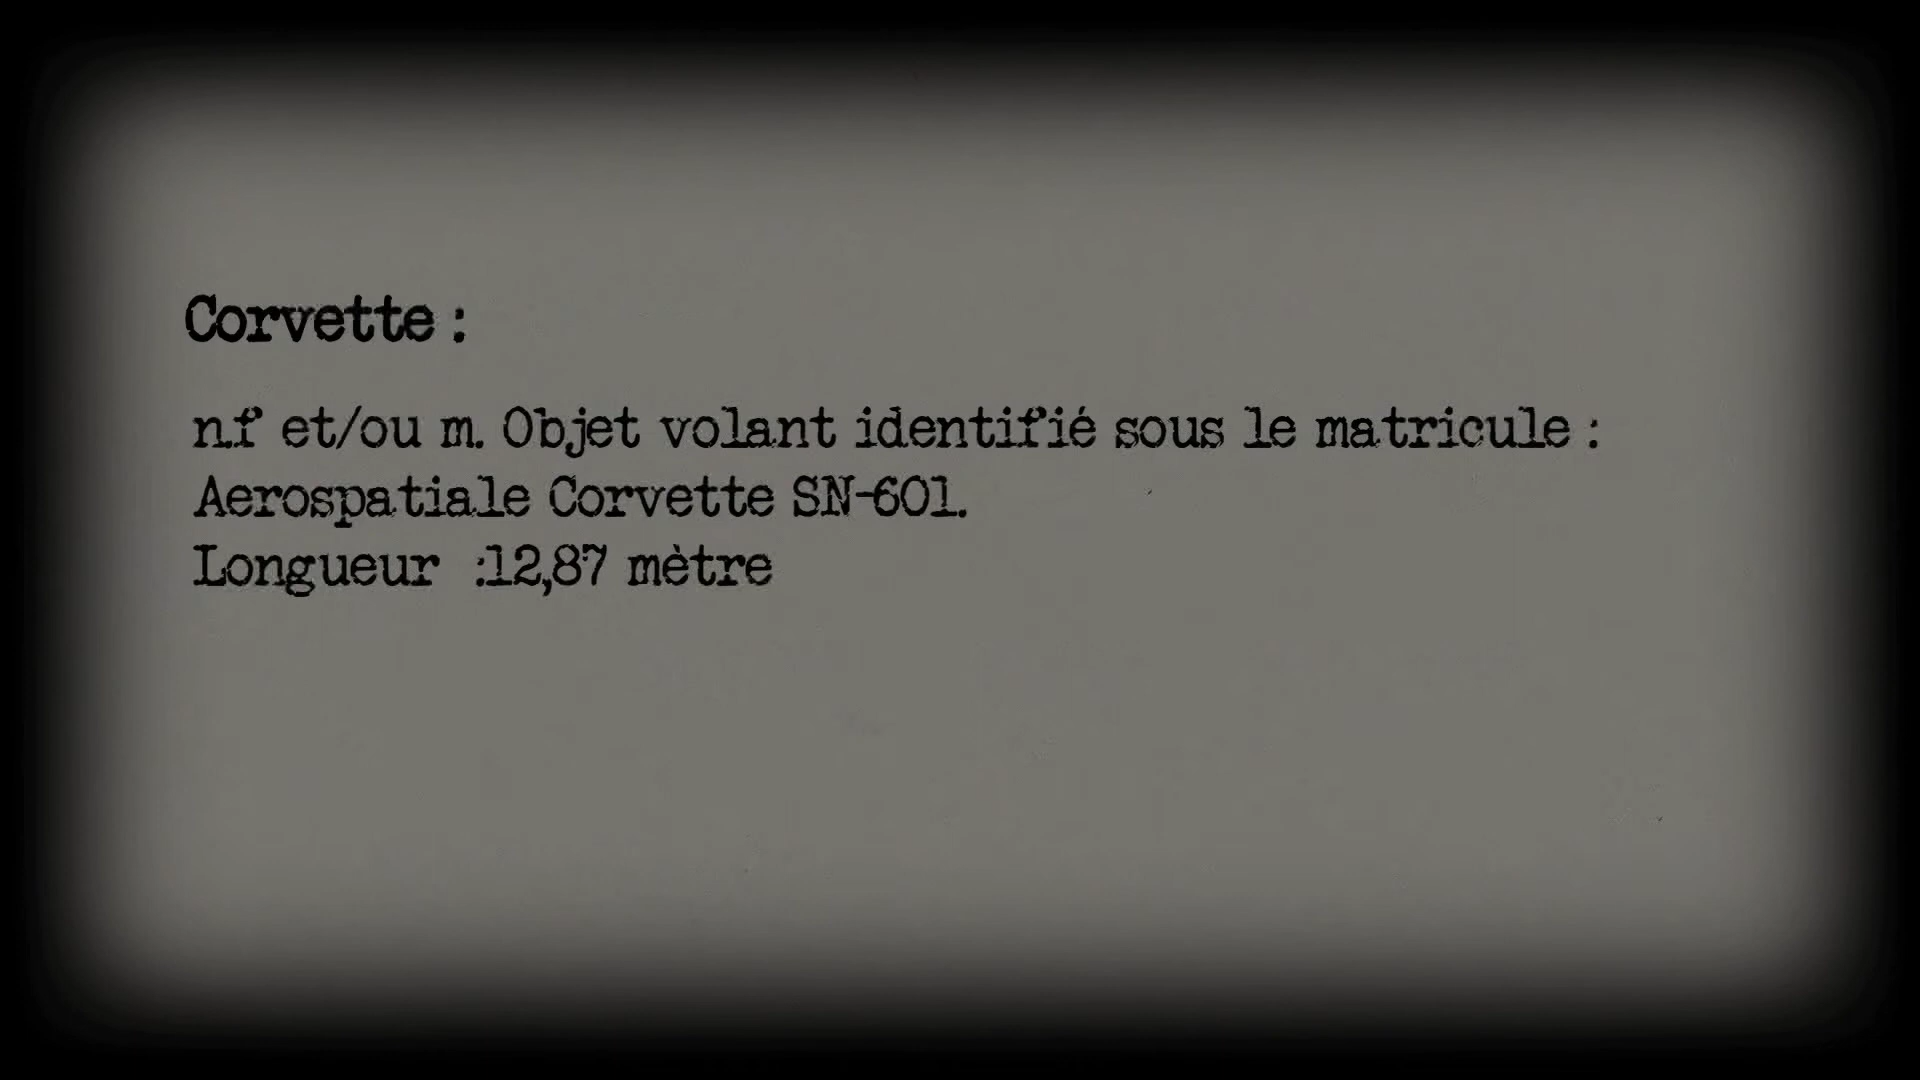 Corvette :
n.f et/ou m. Objet volant identifié sous le matricule :
Aerospatiale Corvette SN-601.
Longueur :12,87 mètre